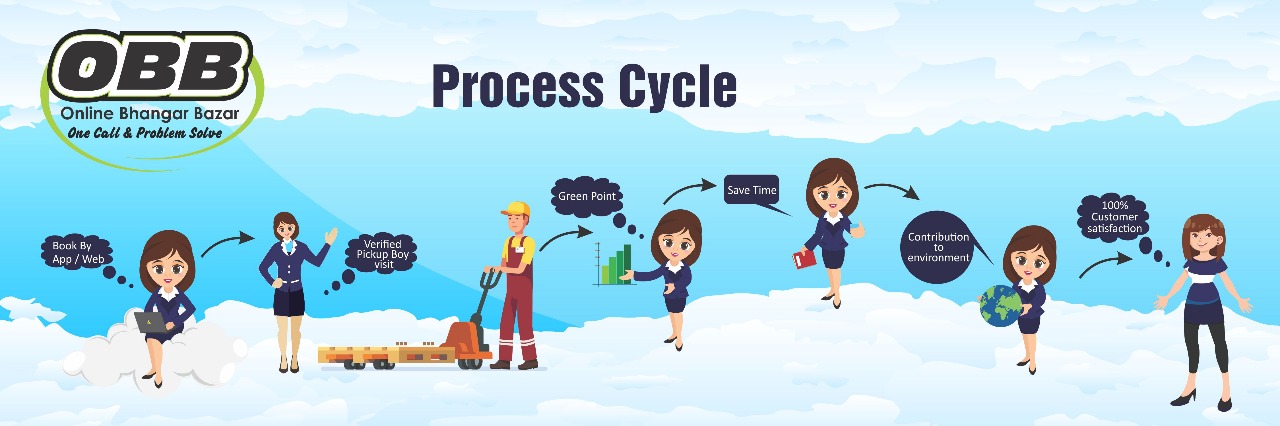 OBB
Online Bhangar Bazar
One Call & Problem Solve
Process Cycle
Book By
App / Web
Verified
Pickup Boy
visit
Green Point
Save Time
Contribution
to
environment
100%
Customer
satisfaction